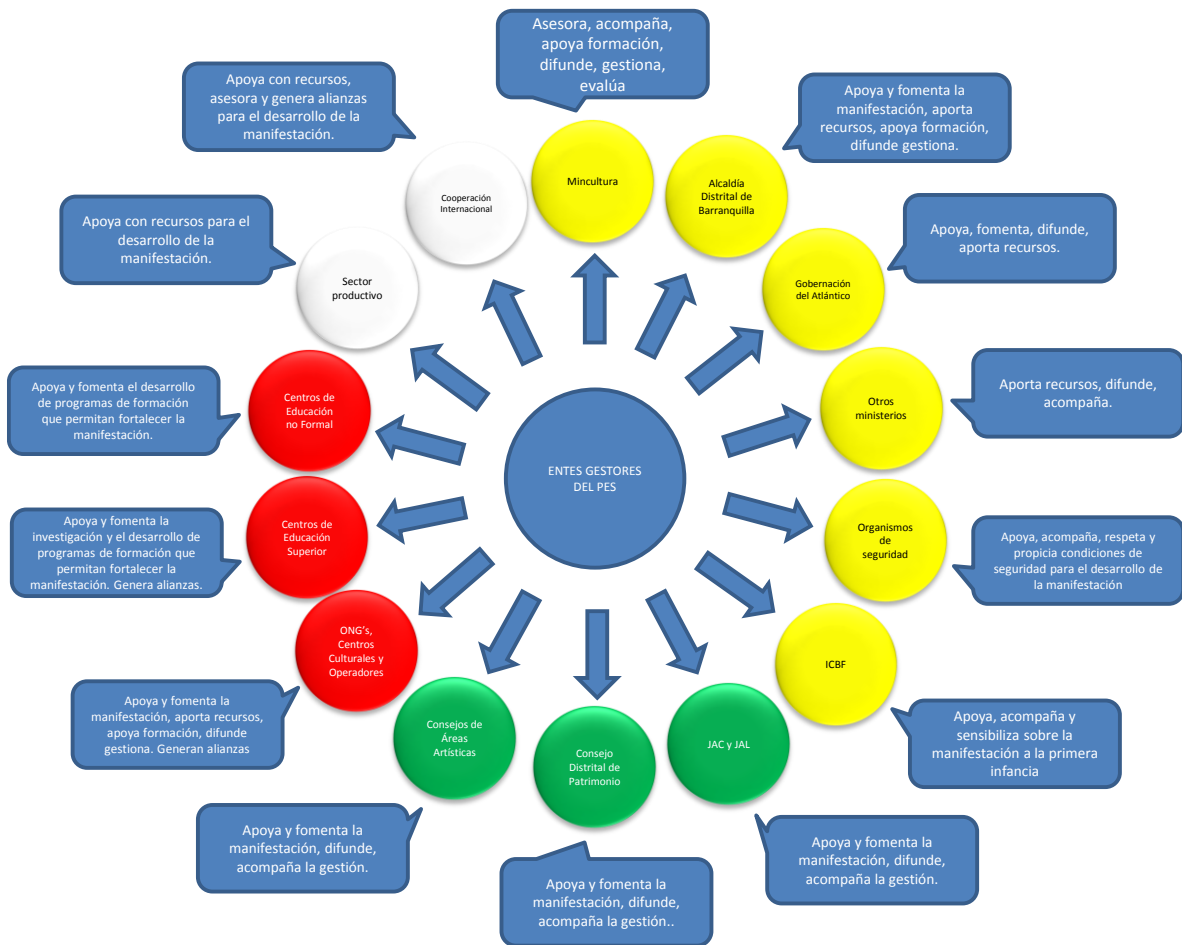 Asesora, acompaña,
apoya formación,
difunde, gestiona,
evalúa
Mincultura
Apoya y fomenta la
manifestación, aporta
recursos, apoya formación,
difunde gestiona.
Alcaldía
Distrital de
Barranquilla
Apoya, fomenta, difunde,
aporta recursos.
Gobernación
del Atlántico
Aporta recursos, difunde,
acompaña.
Otros
ministerios
Apoya, acompaña, respeta y
propicia condiciones de
seguridad para el desarrollo de
la manifestación
Organismos
de
seguridad
Apoya, acompaña y
sensibiliza sobre la
manifestación a la primera
infancia
ICBF
Apoya y fomenta la
manifestación, difunde,
acompaña la gestión.
JAC y JAL
Apoya y fomenta la
manifestación, difunde,
acompaña la gestión..
Consejo
Distrital de
Patrimonio
Apoya y fomenta la
manifestación, difunde,
acompaña la gestión.
Consejos de
Áreas
Artísticas
Apoya y fomenta la
manifestación, aporta recursos,
apoya formación, difunde
gestiona. Generan alianzas
ONG's,
Centros
Culturales y
Operadores
Apoya y fomenta la
investigación y el desarrollo de
programas de formación que
permitan fortalecer la
manifestación. Genera alianzas.
Centros de
Educación
Superior
Apoya y fomenta el desarrollo
de programas de formación
que permitan fortalecer la
manifestación.
Centros de
Educación
no Formal
Apoya con recursos para el
desarrollo de la
manifestación.
Sector
productivo
Apoya con recursos,
asesora y genera alianzas
para el desarrollo de la
manifestación.
Cooperación
Internacional
ENTES GESTORES
DEL PES